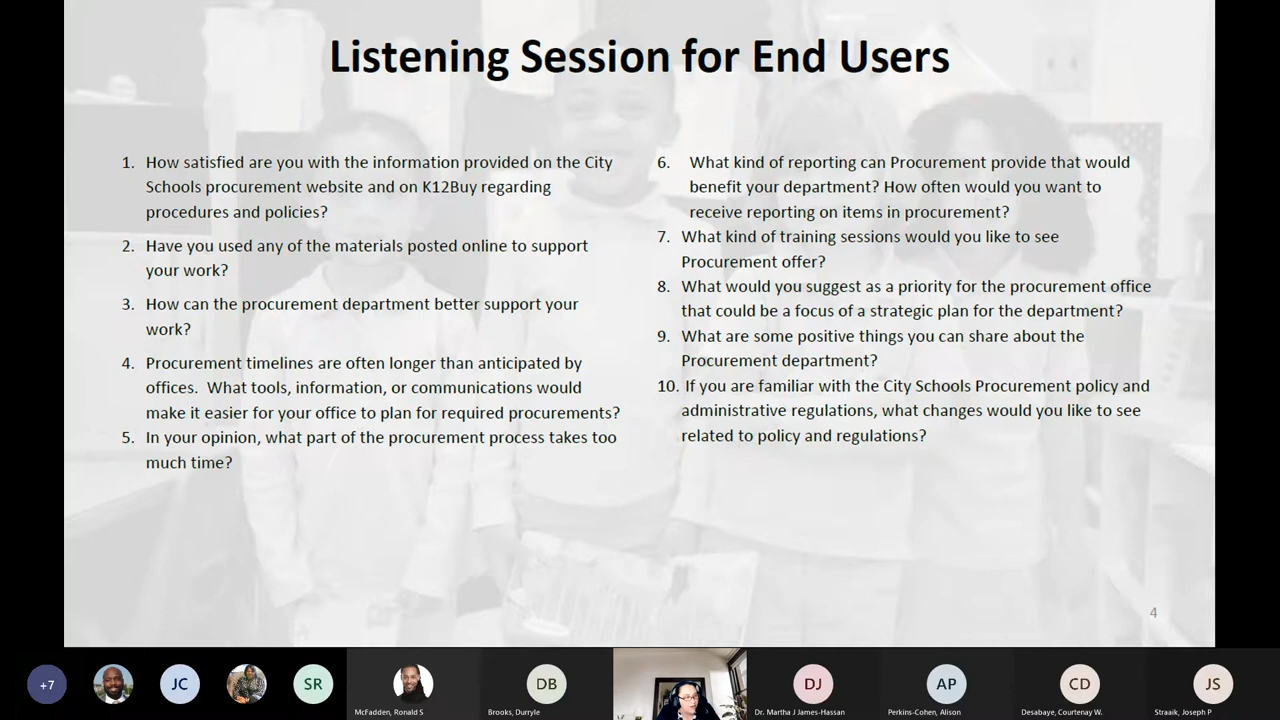 Listening Session for End Users
1. How satisfied are you with the information provided on the City
Schools procurement website and on K12Buy regarding
procedures and policies?
2. Have you used any of the materials posted online to support
your work?
3. How can the procurement department better support your
work?
4. Procurement timelines are often longer than anticipated by
offices.  What tools, information, or communications would
make it easier for your office to plan for required procurements?
5. In your opinion, what part of the procurement process takes too
much time?
6. What kind of reporting can Procurement provide that would
benefit your department? How often would you want to
receive reporting on items in procurement?
7. What kind of training sessions would you like to see
Procurement offer?
8. What would you suggest as a priority for the procurement office
that could be a focus of a strategic plan for the department?
9. What are some positive things you can share about the
Procurement department?
10. If you are familiar with the City Schools Procurement policy and
administrative regulations, what changes would you like to see
related to policy and regulations?
4
+7
JC
SR
McFadden, Ronald S
DB
Brooks, Durryle
DJ
Dr. Martha J James-Hassan
AP
Perkins-Cohen, Alison
CD
Desabaye, Courtenay W.
JS
Straaik, Joseph P